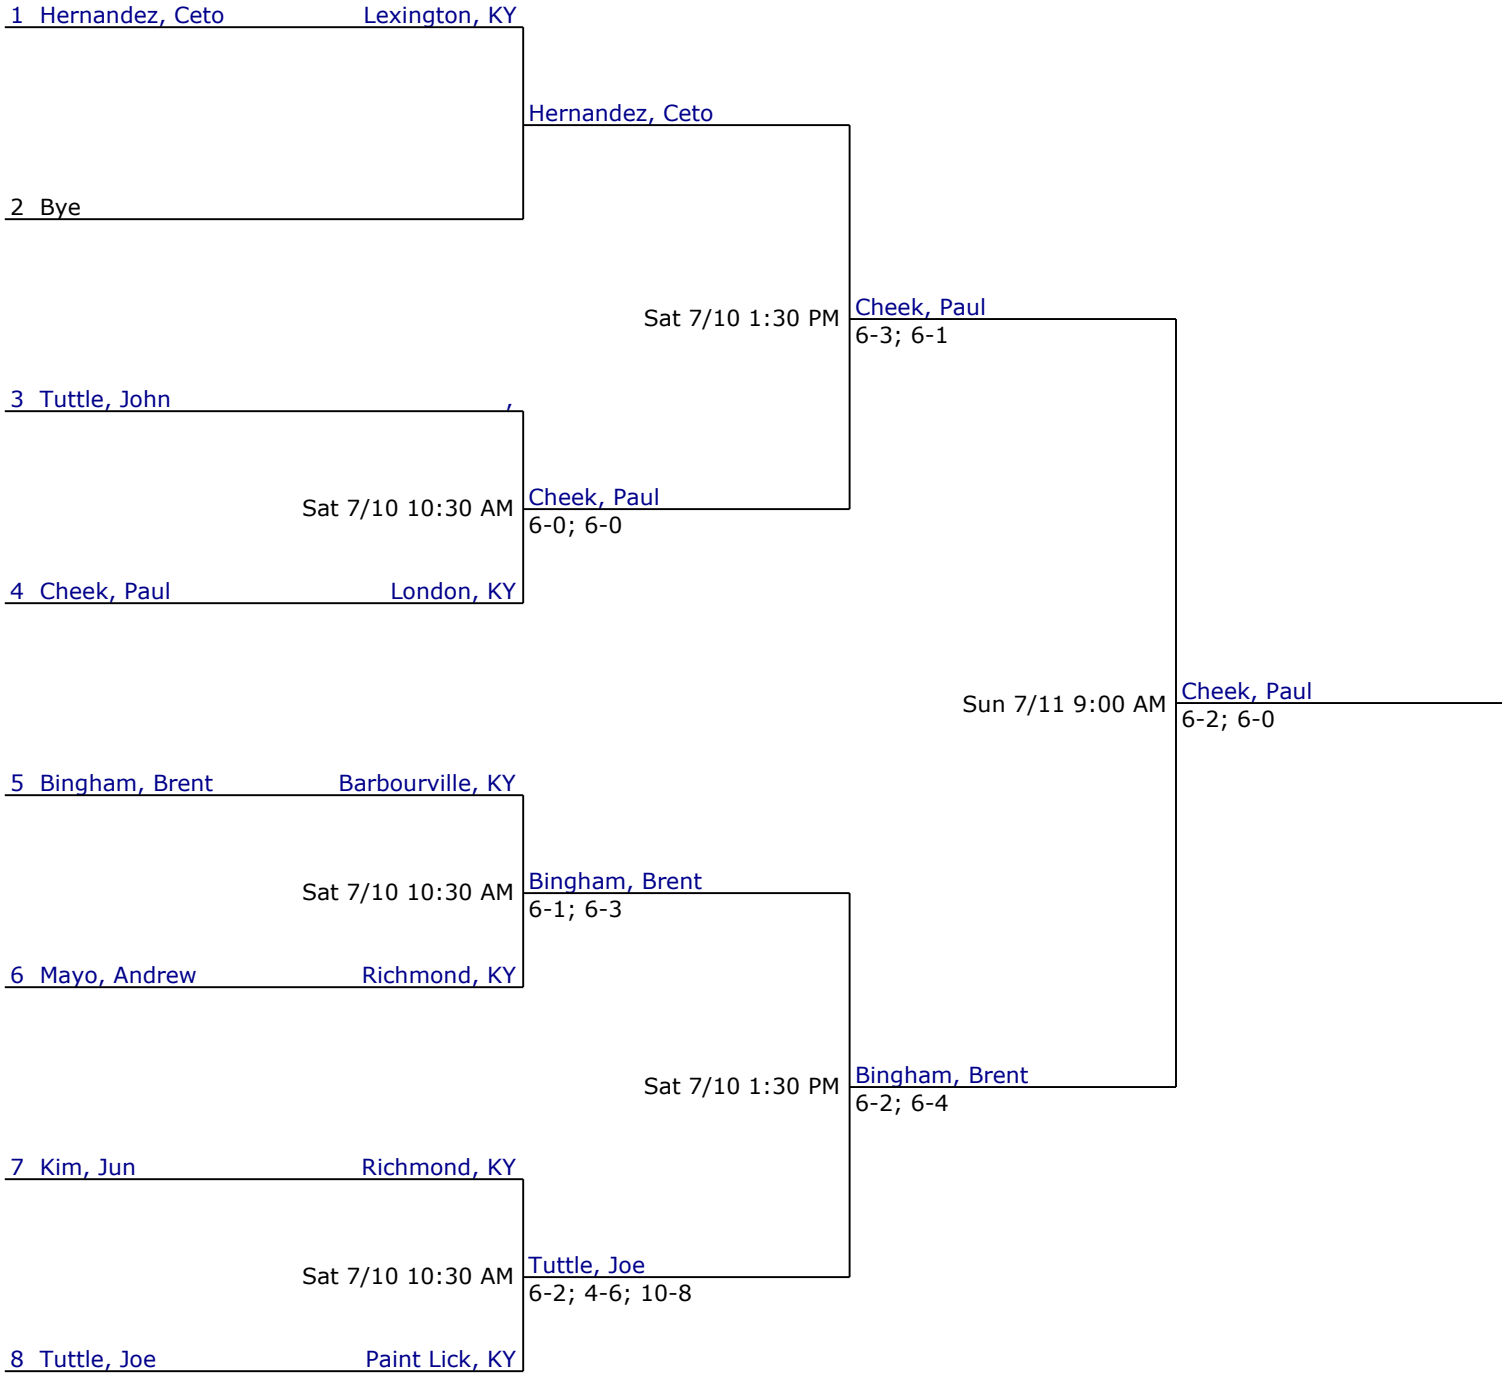 1 Hernandez, Ceto Lexington, KY
Hernandez, Ceto
2 Bye
Sat 7/10 1:30 PM Cheek, Paul
6-3; 6-1
3 Tuttle, John ,
Sat 7/10 10:30 AM Cheek, Paul
6-0; 6-0
4 Cheek, Paul London, KY
Sun 7/11 9:00 AM Cheek, Paul
6-2; 6-0
5 Bingham, Brent Barbourville, KY
Sat 7/10 10:30 AM Bingham, Brent
6-1; 6-3
6 Mayo, Andrew Richmond, KY
Sat 7/10 1:30 PM Bingham, Brent
6-2; 6-4
7 Kim, Jun Richmond, KY
Sat 7/10 10:30 AM Tuttle, Joe
6-2; 4-6; 10-8
8 Tuttle, Joe Paint Lick, KY